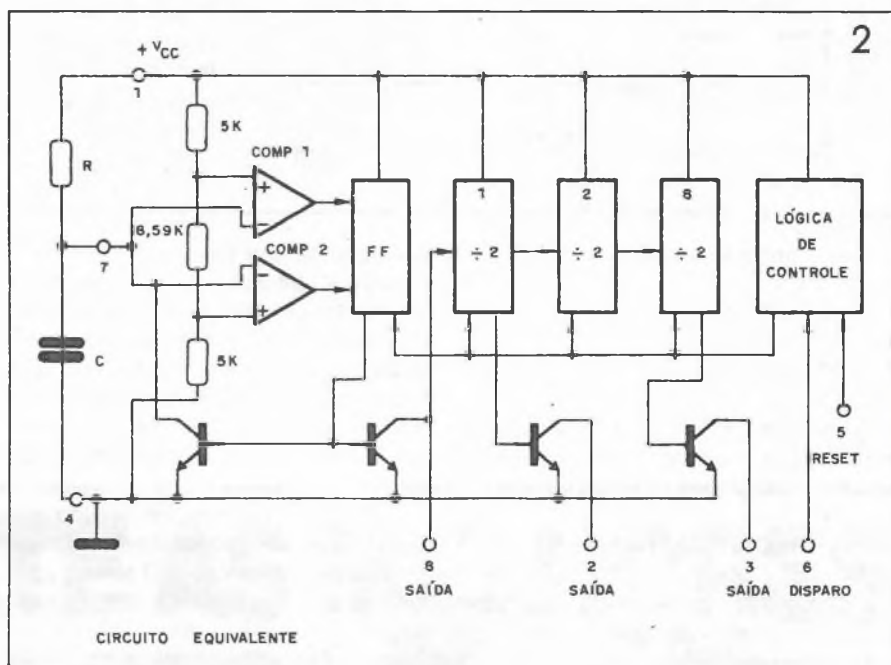 2
+ VCC
1
5K
R
COMP 1
+
−
8,59K
7
COMP 2
−
+
C
5K
FF
1
÷ 2
2
÷ 2
8
÷ 2
LÓGICA
DE
CONTROLE
5
RESET
4
8
SAÍDA
2
SAÍDA
3
SAÍDA
6
DISPARO
CIRCUITO EQUIVALENTE